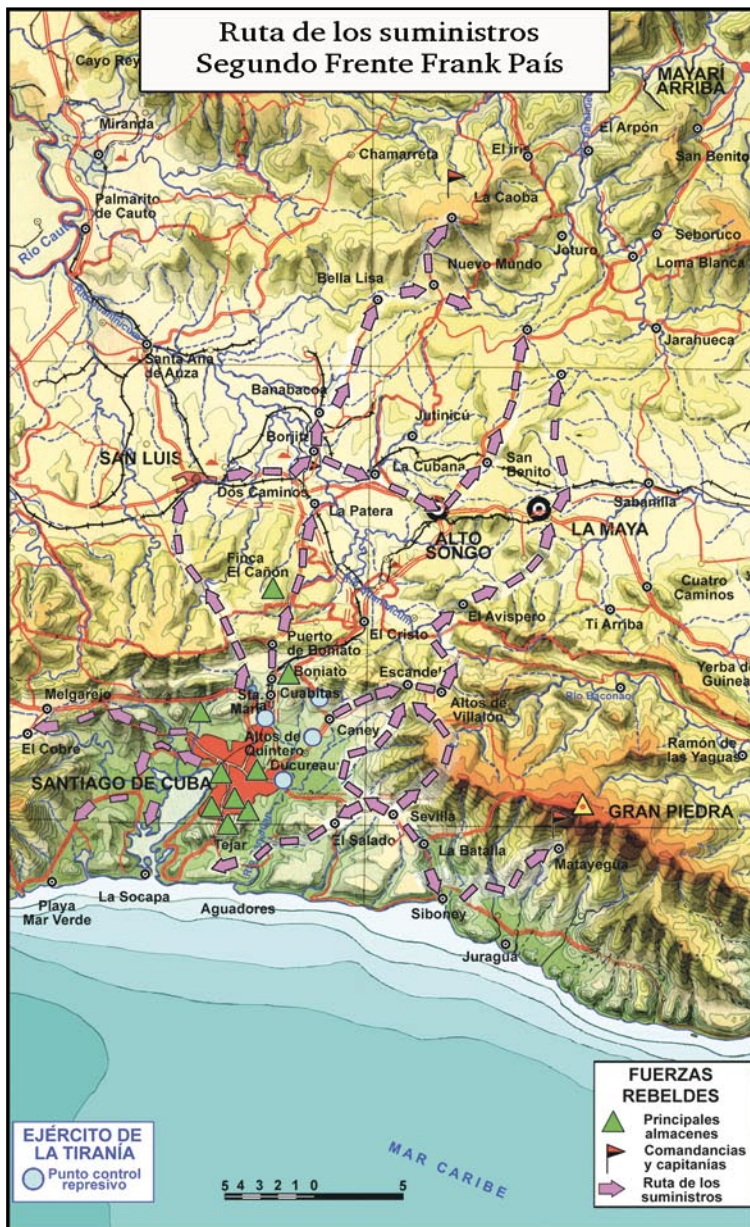 Ruta de los suministros
Segundo Frente Frank País
Cayo Rey
MAYARÍ
ARRIBA
Miranda
El Arpón
Chamarreta
El iris
San Benito
La Caoba
Palmarito
de Cauto
Río Cauto
Seboruco
Joturo
Loma Blanca
Nuevo Mundo
Bella Lisa
Jarahueca
Santa Ana
de Auza
Banabacoa
Jutinicú
SAN LUIS
La Cubana
San
Benito
Dos Caminos
Sabanilla
La Patera
ALTO
SONGO
LA MAYA
Finca
El Cañón
Cuatro
Caminos
El Avispero
Ti Arriba
El Cristo
Puerto
de Boniato
Yerba de
Guinea
Boniato
Escandel
Río Baconao
Cuabitas
Sta.
María
Melgarejo
Altos de
Villalón
Caney
El Cobre
Altos de
Quintero
Ducureau
Ramón de
las Yaguas
SANTIAGO DE CUBA
GRAN PIEDRA
Sevilla
El Salado
Tejar
La Batalla
Matayegua
Playa
Mar Verde
La Socapa
Aguadores
Siboney
Juraguá
MAR CARIBE
EJÉRCITO DE
LA TIRANÍA
Punto control
represivo
5 4 3 2 1 0 5
FUERZAS
REBELDES
Principales
almacenes
Comandancias
y capitanías
Ruta de los
suministros